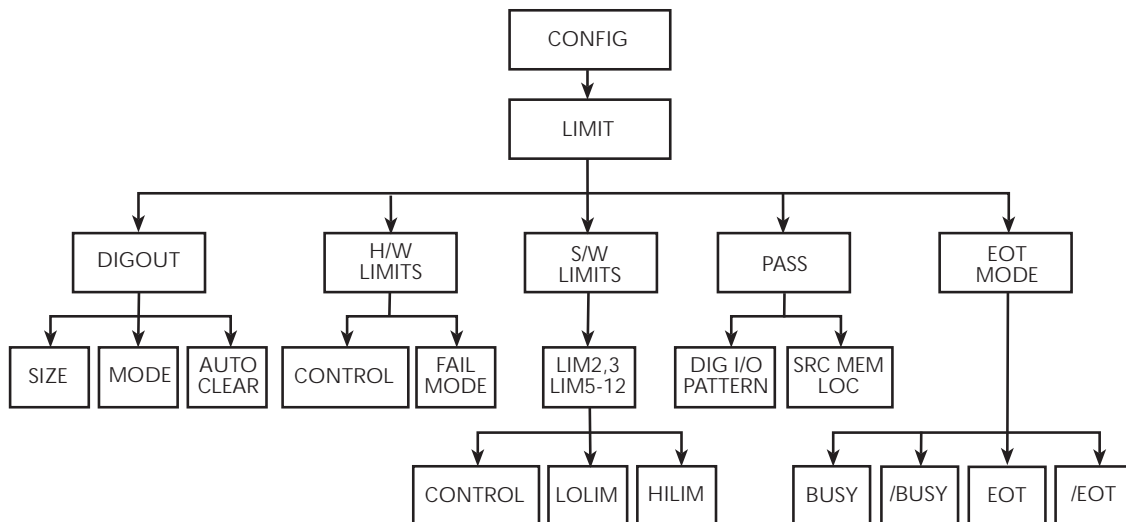 CONFIG
LIMIT
DIGOUT
H/W
LIMITS
S/W
LIMITS
PASS
EOT
MODE
SIZE
MODE
AUTO
CLEAR
CONTROL
FAIL
MODE
LIM2,3
LIM5-12
DIG I/O
PATTERN
SRC MEM
LOC
CONTROL
LOLIM
HILIM
BUSY
/BUSY
EOT
/EOT